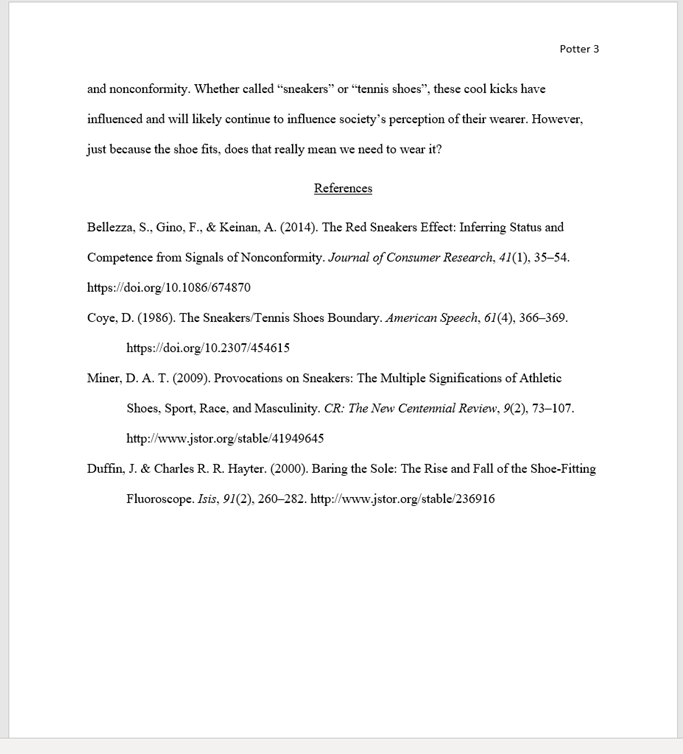 Potter 3
and nonconformity. Whether called “sneakers” or “tennis shoes”, these cool kicks have
influenced and will likely continue to influence society’s perception of their wearer. However,
just because the shoe fits, does that really mean we need to wear it?
References
Bellezza, S., Gino, F., & Keinan, A. (2014). The Red Sneakers Effect: Inferring Status and
Competence from Signals of Nonconformity. Journal of Consumer Research, 41(1), 35–54.
https://doi.org/10.1086/674870
Coye, D. (1986). The Sneakers/Tennis Shoes Boundary. American Speech, 61(4), 366–369.
https://doi.org/10.2307/454615
Miner, D. A. T. (2009). Provocations on Sneakers: The Multiple Significations of Athletic
Shoes, Sport, Race, and Masculinity. CR: The New Centennial Review, 9(2), 73–107.
http://www.jstor.org/stable/41949645
Duffin, J. & Charles R. R. Hayter. (2000). Baring the Sole: The Rise and Fall of the Shoe-Fitting
Fluoroscope. Isis, 91(2), 260–282. http://www.jstor.org/stable/236916